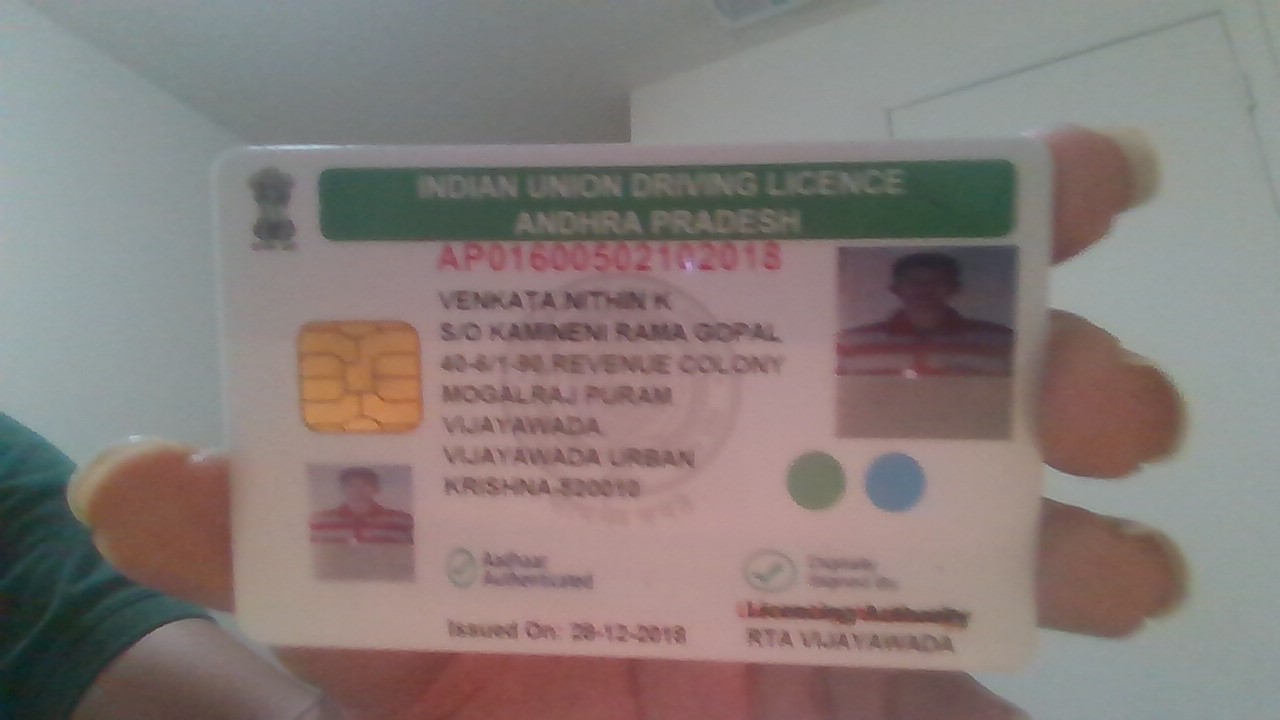 INDIAN UNION DRIVING LICENCE
ANDHRA PRADESH
AP01600502102018
VENKATA NITHIN K
S/O KAMINENI RAMA GOPAL
40-6/1-90,REVENUE COLONY
MOGALRAJ PURAM
VIJAYAWADA
VIJAYAWADA URBAN
KRISHNA-520010
Aadhaar
Authenticated
Digitally
Signed By.
Licencing Authority
Issued On: 28-12-2018
RTA VIJAYAWADA